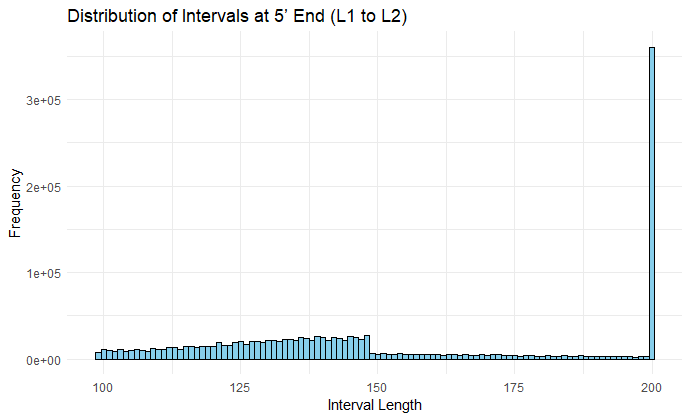 Distribution of Intervals at 5’ End (L1 to L2)
Frequency
3e+05
2e+05
1e+05
0e+00
100 125 150 175 200
Interval Length